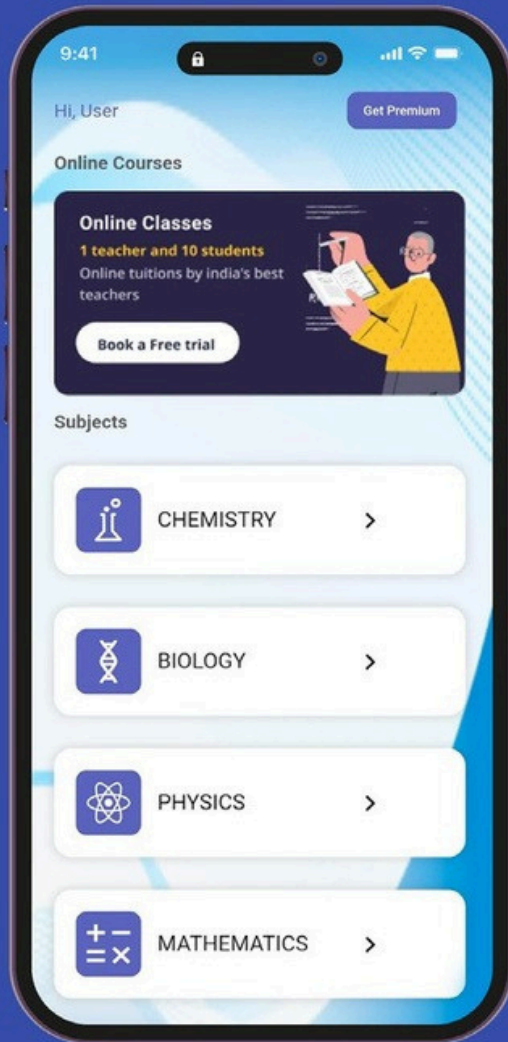 9:41
Hi, User
Get Premium
Online Courses
Online Classes
1 teacher and 10 students
Online tuitions by india's best
teachers
Book a Free trial
Subjects
CHEMISTRY
BIOLOGY
PHYSICS
MATHEMATICS